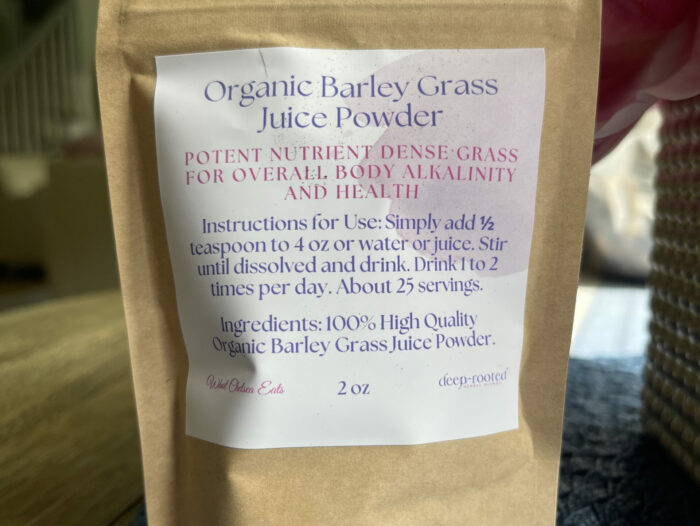 Organic Barley Grass
Juice Powder
POTENT NUTRIENT DENSE GRASS
FOR OVERALL BODY ALKALINITY
AND HEALTH
Instructions for Use: Simply add ½
teaspoon to 4 oz or water or juice. Stir
until dissolved and drink. Drink 1 to 2
times per day. About 25 servings.
Ingredients: 100% High Quality
Organic Barley Grass Juice Powder.
What Chelsea Eats 2 oz deep-rooted